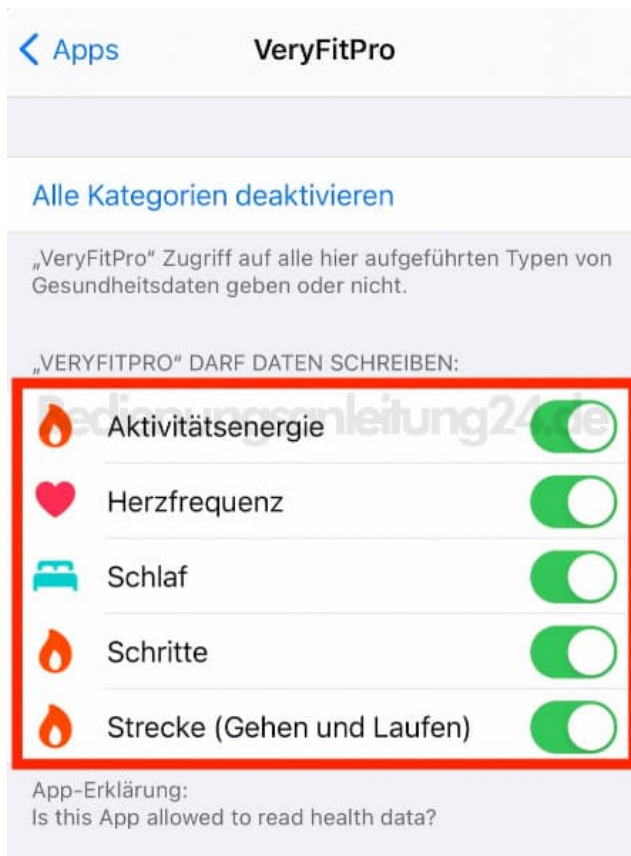 Apps
VeryFitPro
Alle Kategorien deaktivieren
„VeryFitPro“ Zugriff auf alle hier aufgeführten Typen von
Gesundheitsdaten geben oder nicht.
„VERYFITPRO“ DARF DATEN SCHREIBEN:
Bedienungsanleitung24.de
Aktivitätsenergie
Herzfrequenz
Schlaf
Schritte
Strecke (Gehen und Laufen)
App-Erklärung:
Is this App allowed to read health data?